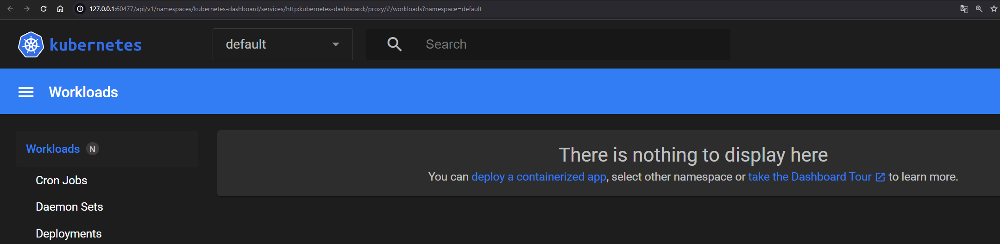 127.0.0.1:60477/api/v1/namespaces/kubernetes-dashboard/services/http:kubernetes-dashboard:/proxy/#/workloads?namespace=default
kubernetes
default
Search
Workloads
Workloads N
There is nothing to display here
You can deploy a containerized app, select other namespace or take the Dashboard Tour to learn more.
Cron Jobs
Daemon Sets
Deployments